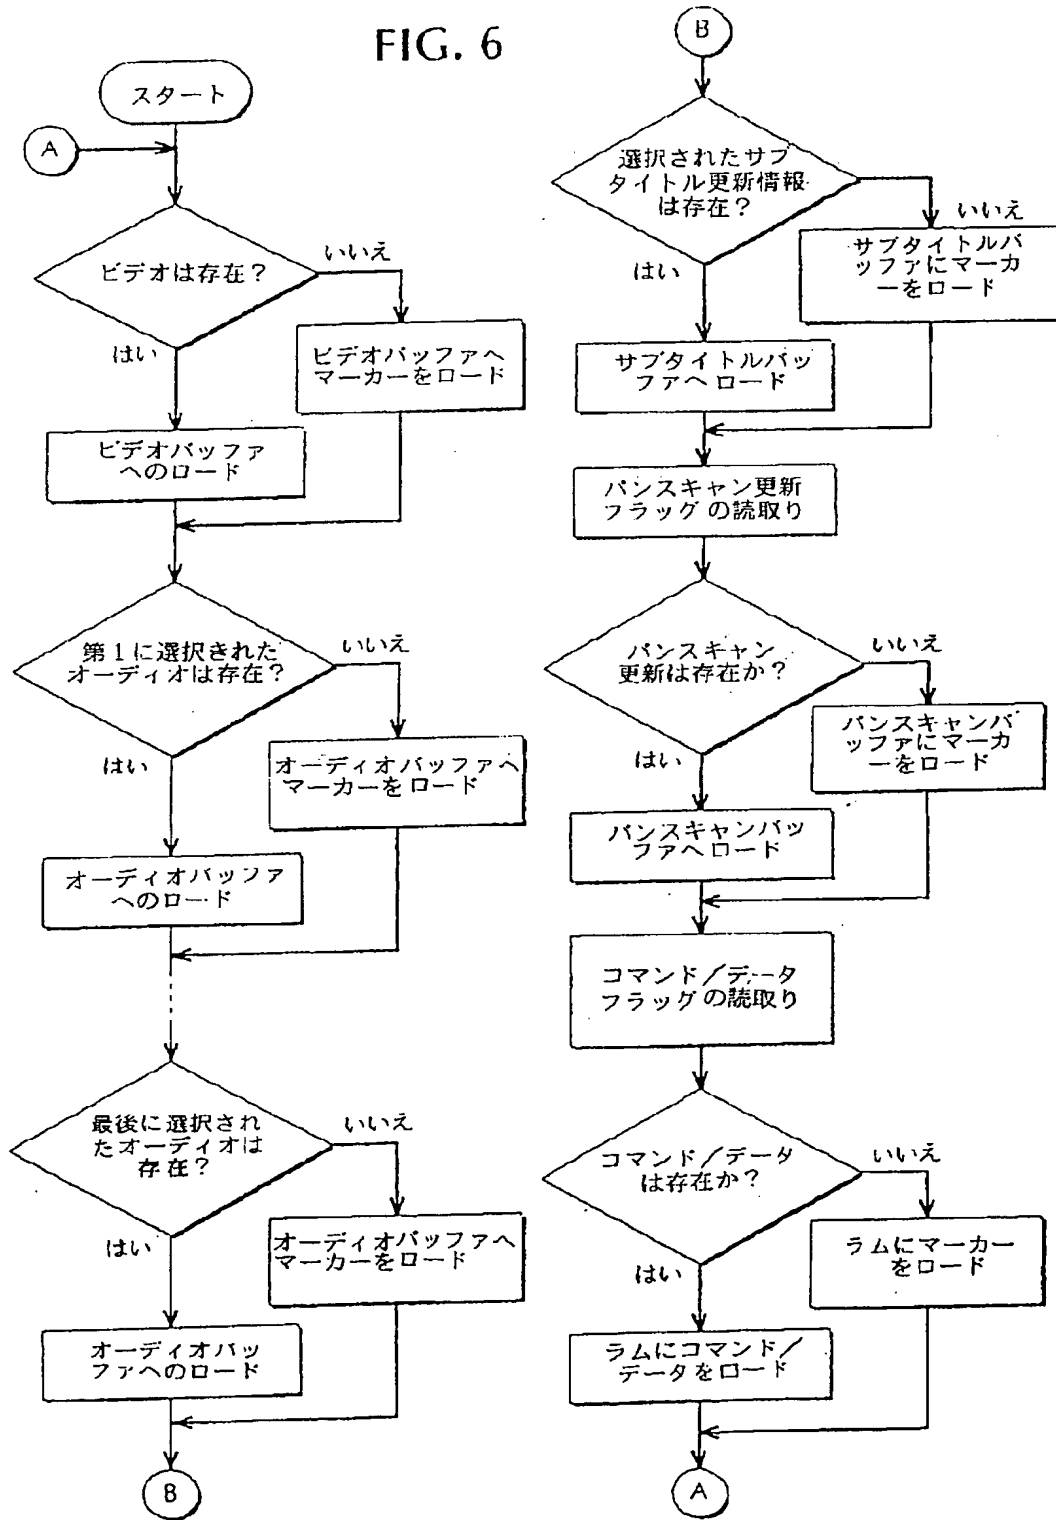 FIG. 6
スタート
A
ビデオは存在？
いいえ
はい
ビデオバッファへ
マーカーをロード
ビデオバッファ
へのロード
第１に選択された
オーディオは存在？
いいえ
はい
オーディオバッファへ
マーカーをロード
オーディオバッファ
へのロード
最後に選択され
たオーディオは
存在？
いいえ
はい
オーディオバッファへ
マーカーをロード
オーディオバッ
ファへのロード
B
B
選択されたサブ
タイトル更新情報
は存在？
いいえ
はい
サブタイトルバ
ッファにマーカ
ーをロード
サブタイトルバッ
ファへロード
パンスキャン更新
フラッグの読取り
パンスキャン
更新は存在か？
いいえ
はい
パンスキャンバ
ッファにマーカ
ーをロード
パンスキャンバッ
ファへロード
コマンド／データ
フラッグの読取り
コマンド／データ
は存在か？
いいえ
はい
ラムにマーカー
をロード
ラムにコマンド／
データをロード
A